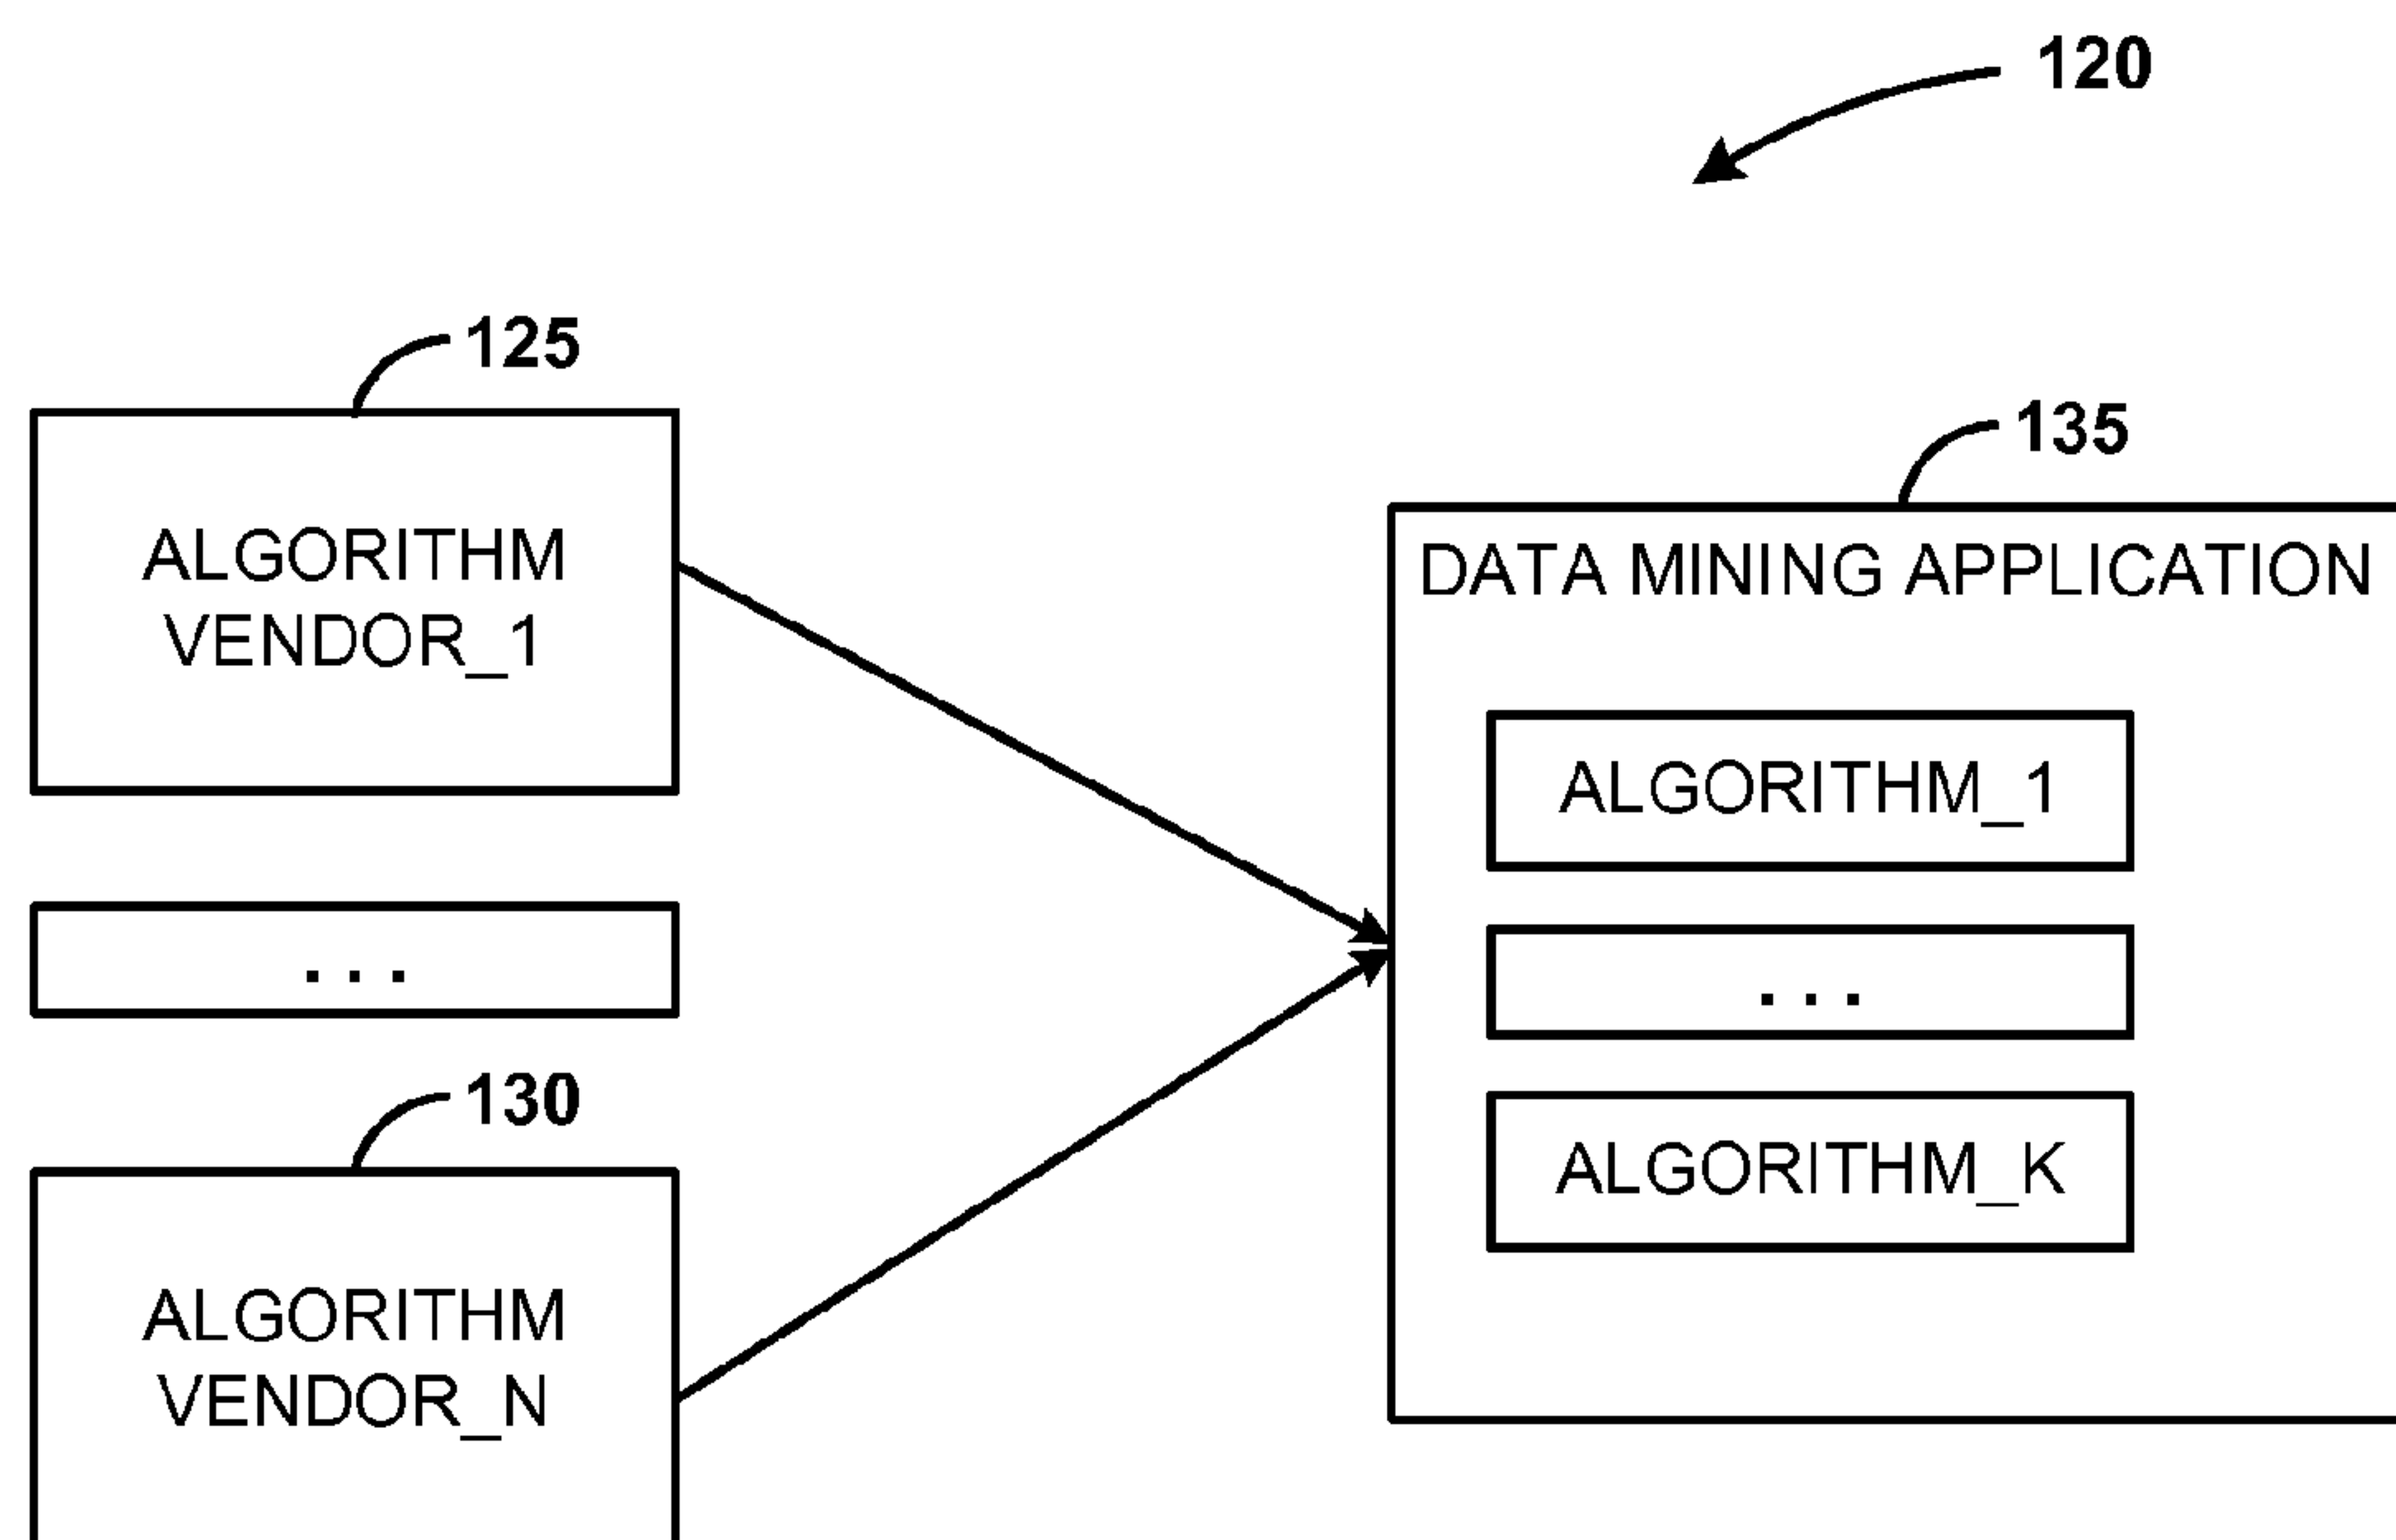 120
125
ALGORITHM
VENDOR_1
. . .
130
ALGORITHM
VENDOR_N
135
DATA MINING APPLICATION
ALGORITHM_1
. . .
ALGORITHM_K